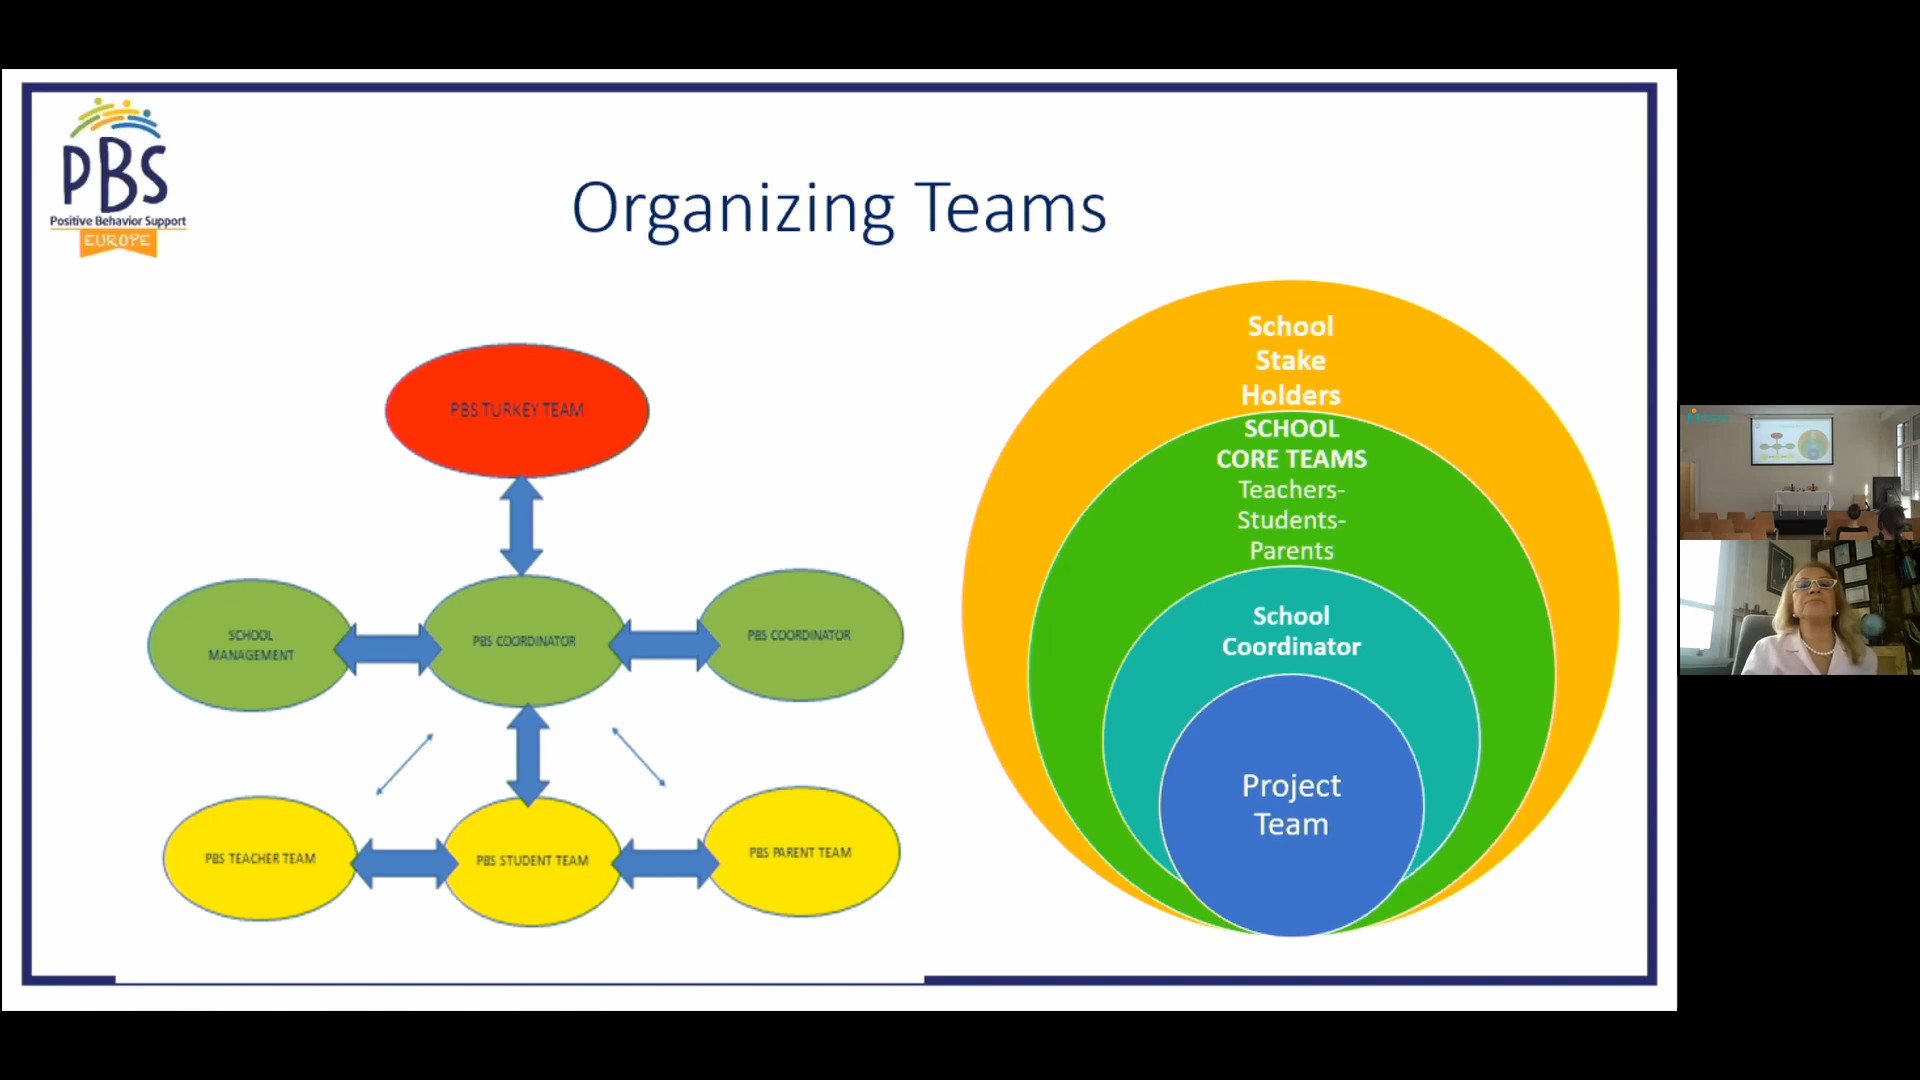 PBS
Positive Behavior Support
EUROPE
Organizing Teams
PBS TURKEY TEAM
SCHOOL
MANAGEMENT
PBS COORDINATOR
PBS COORDINATOR
PBS TEACHER TEAM
PBS STUDENT TEAM
PBS PARENT TEAM
School
Stake
Holders
SCHOOL
CORE TEAMS
Teachers-
Students-
Parents
School
Coordinator
Project
Team